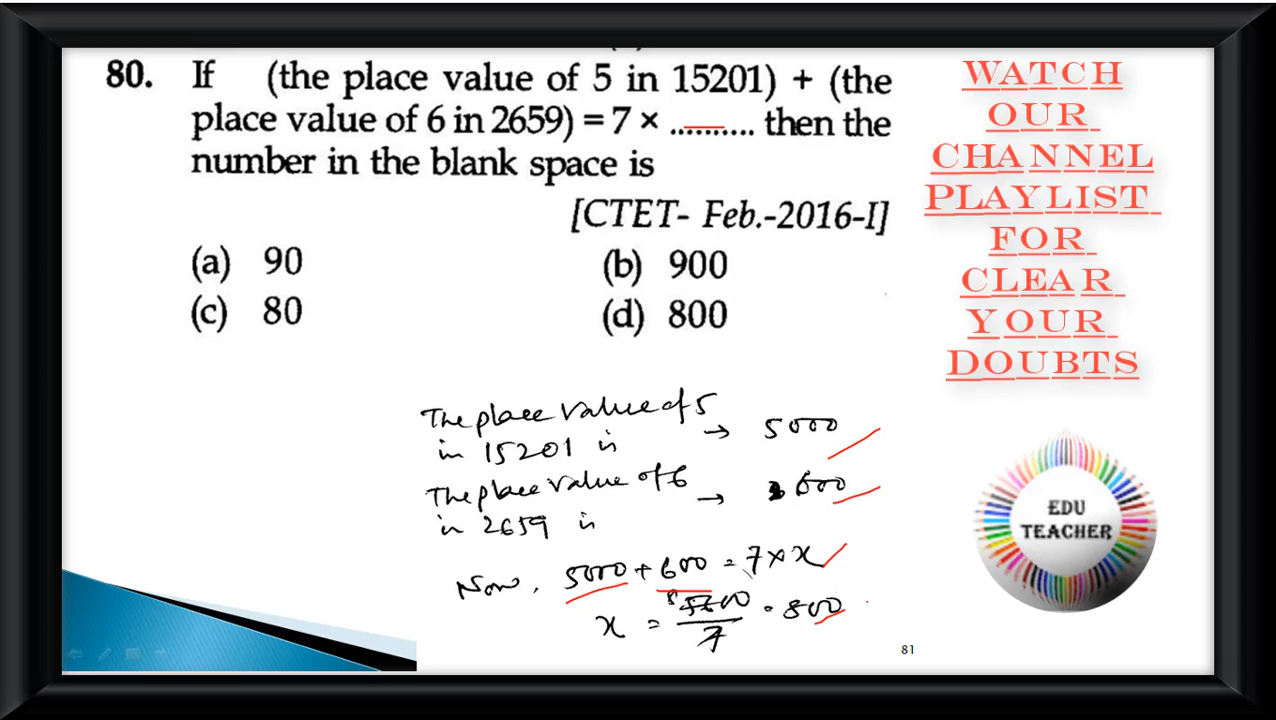 80. If (the place value of 5 in 15201) + (the
place value of 6 in 2659) = 7 × .......... then the
number in the blank space is
[CTET- Feb.-2016-I]
(a) 90
(b) 900
(c) 80
(d) 800
The place value of 5
in 15201 is → 5000
The place value of 6
in 2659 is → 600
Now, 5000 + 600 = 7 × x
x = 5600/7 = 800
WATCH
OUR
CHANNEL
PLAYLIST
FOR
CLEAR
YOUR
DOUBTS
EDU
TEACHER
81